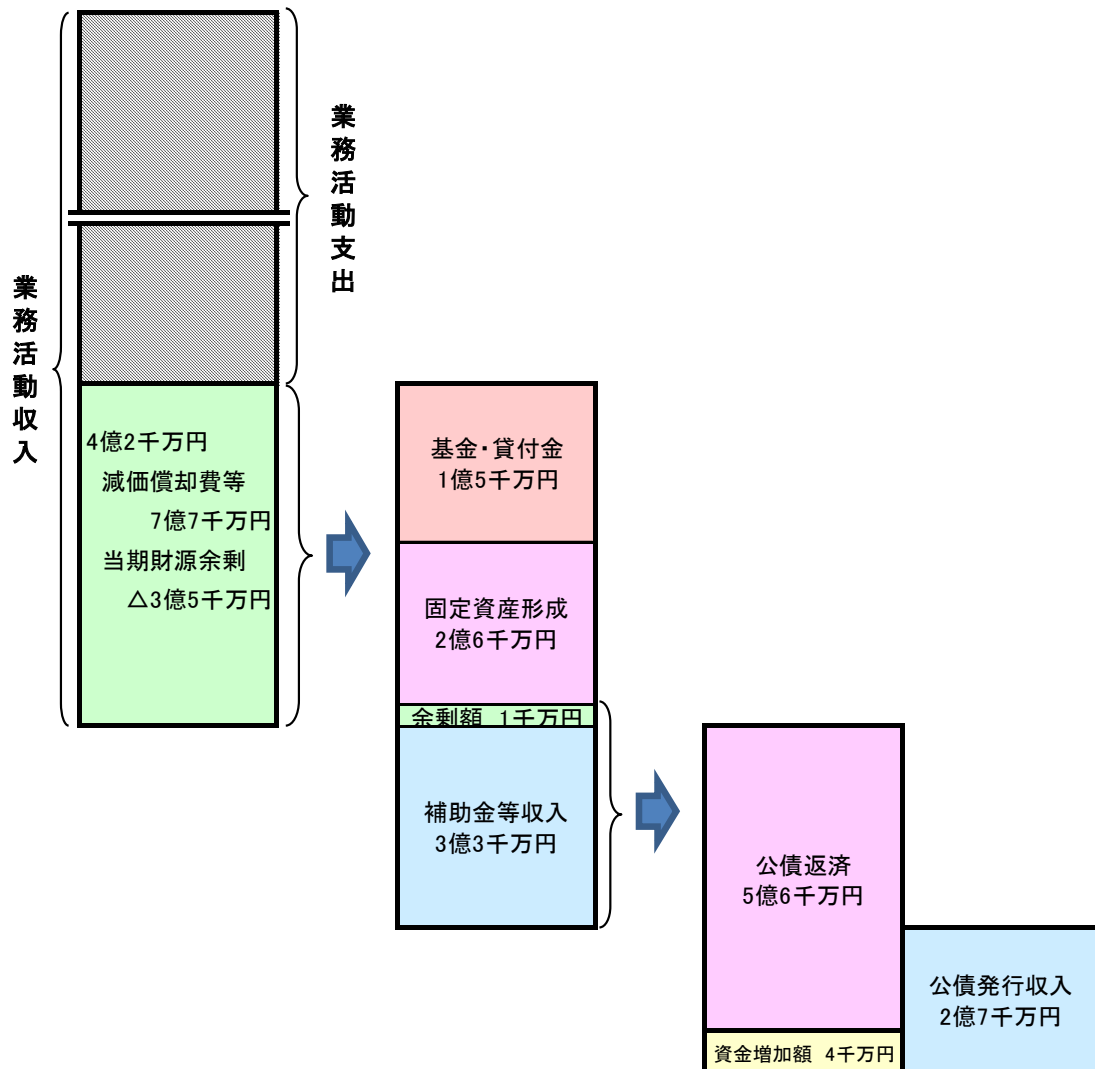 業務活動収入
業務活動支出
4億2千万円
減価償却費等
7億7千万円
当期財源余剰
△3億5千万円
基金・貸付金
1億5千万円
固定資産形成
2億6千万円
余剰額 1千万円
補助金等収入
3億3千万円
公債返済
5億6千万円
資金増加額 4千万円
公債発行収入
2億7千万円